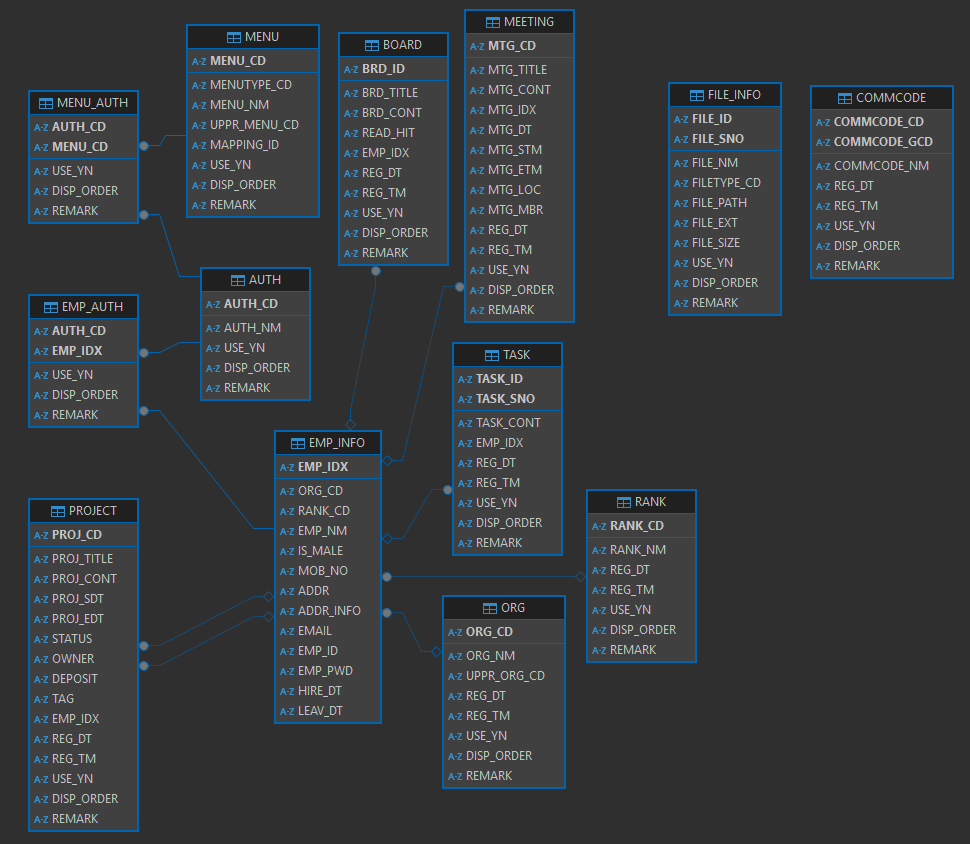 MENU_AUTH
A-Z AUTH_CD
A-Z MENU_CD
A-Z USE_YN
A-Z DISP_ORDER
A-Z REMARK
MENU
A-Z MENU_CD
A-Z MENUTYPE_CD
A-Z MENU_NM
A-Z UPPR_MENU_CD
A-Z MAPPING_ID
A-Z USE_YN
A-Z DISP_ORDER
A-Z REMARK
BOARD
A-Z BRD_ID
A-Z BRD_TITLE
A-Z BRD_CONT
A-Z READ_HIT
A-Z EMP_IDX
A-Z REG_DT
A-Z REG_TM
A-Z USE_YN
A-Z DISP_ORDER
A-Z REMARK
MEETING
A-Z MTG_CD
A-Z MTG_TITLE
A-Z MTG_CONT
A-Z MTG_IDX
A-Z MTG_DT
A-Z MTG_STM
A-Z MTG_ETM
A-Z MTG_LOC
A-Z MTG_MBR
A-Z REG_DT
A-Z REG_TM
A-Z USE_YN
A-Z DISP_ORDER
A-Z REMARK
FILE_INFO
A-Z FILE_ID
A-Z FILE_SNO
A-Z FILE_NM
A-Z FILETYPE_CD
A-Z FILE_PATH
A-Z FILE_EXT
A-Z FILE_SIZE
A-Z USE_YN
A-Z DISP_ORDER
A-Z REMARK
COMMCODE
A-Z COMMCODE_CD
A-Z COMMCODE_GCD
A-Z COMMCODE_NM
A-Z REG_DT
A-Z REG_TM
A-Z USE_YN
A-Z DISP_ORDER
A-Z REMARK
AUTH
A-Z AUTH_CD
A-Z AUTH_NM
A-Z USE_YN
A-Z DISP_ORDER
A-Z REMARK
EMP_AUTH
A-Z AUTH_CD
A-Z EMP_IDX
A-Z USE_YN
A-Z DISP_ORDER
A-Z REMARK
TASK
A-Z TASK_ID
A-Z TASK_SNO
A-Z TASK_CONT
A-Z EMP_IDX
A-Z REG_DT
A-Z REG_TM
A-Z USE_YN
A-Z DISP_ORDER
A-Z REMARK
EMP_INFO
A-Z EMP_IDX
A-Z ORG_CD
A-Z RANK_CD
A-Z EMP_NM
A-Z IS_MALE
A-Z MOB_NO
A-Z ADDR
A-Z ADDR_INFO
A-Z EMAIL
A-Z EMP_ID
A-Z EMP_PWD
A-Z HIRE_DT
A-Z LEAV_DT
PROJECT
A-Z PROJ_CD
A-Z PROJ_TITLE
A-Z PROJ_CONT
A-Z PROJ_SDT
A-Z PROJ_EDT
A-Z STATUS
A-Z OWNER
A-Z DEPOSIT
A-Z TAG
A-Z EMP_IDX
A-Z REG_DT
A-Z REG_TM
A-Z USE_YN
A-Z DISP_ORDER
A-Z REMARK
RANK
A-Z RANK_CD
A-Z RANK_NM
A-Z REG_DT
A-Z REG_TM
A-Z USE_YN
A-Z DISP_ORDER
A-Z REMARK
ORG
A-Z ORG_CD
A-Z ORG_NM
A-Z UPPR_ORG_CD
A-Z REG_DT
A-Z REG_TM
A-Z USE_YN
A-Z DISP_ORDER
A-Z REMARK